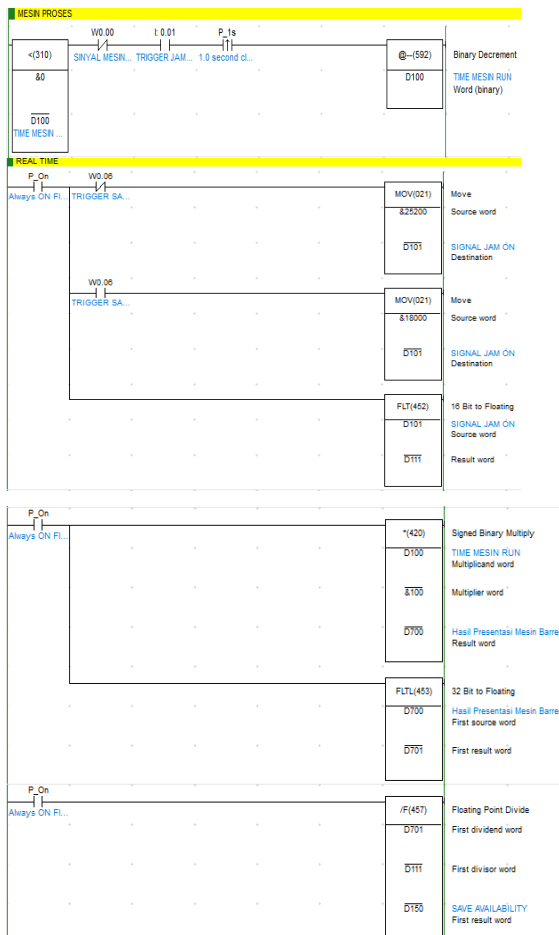 MESIN PROSES
W0.00 I: 0.01 P_1s
<(310) SINYAL MESIN... TRIGGER JAM... 1.0 second cl... @--(592) Binary Decrement
&0 D100 TIME MESIN RUN
Word (binary)
D100
TIME MESIN ...
REAL TIME
P_On W0.06
Always ON Fl... TRIGGER SA... MOV(021) Move
&25200 Source word
D101 SIGNAL JAM ON
Destination
W0.06
TRIGGER SA... MOV(021) Move
&18000 Source word
D101 SIGNAL JAM ON
Destination
FLT(452) 16 Bit to Floating
D101 SIGNAL JAM ON
Source word
D111 Result word
P_On
Always ON Fl... *(420) Signed Binary Multiply
D100 TIME MESIN RUN
Multiplicand word
&100 Multiplier word
D700 Hasil Presentasi Mesin Barre
Result word
FLTL(453) 32 Bit to Floating
D700 Hasil Presentasi Mesin Barre
First source word
D701 First result word
P_On
Always ON Fl... /F(457) Floating Point Divide
D701 First dividend word
D111 First divisor word
D150 SAVE AVAILABILITY
First result word